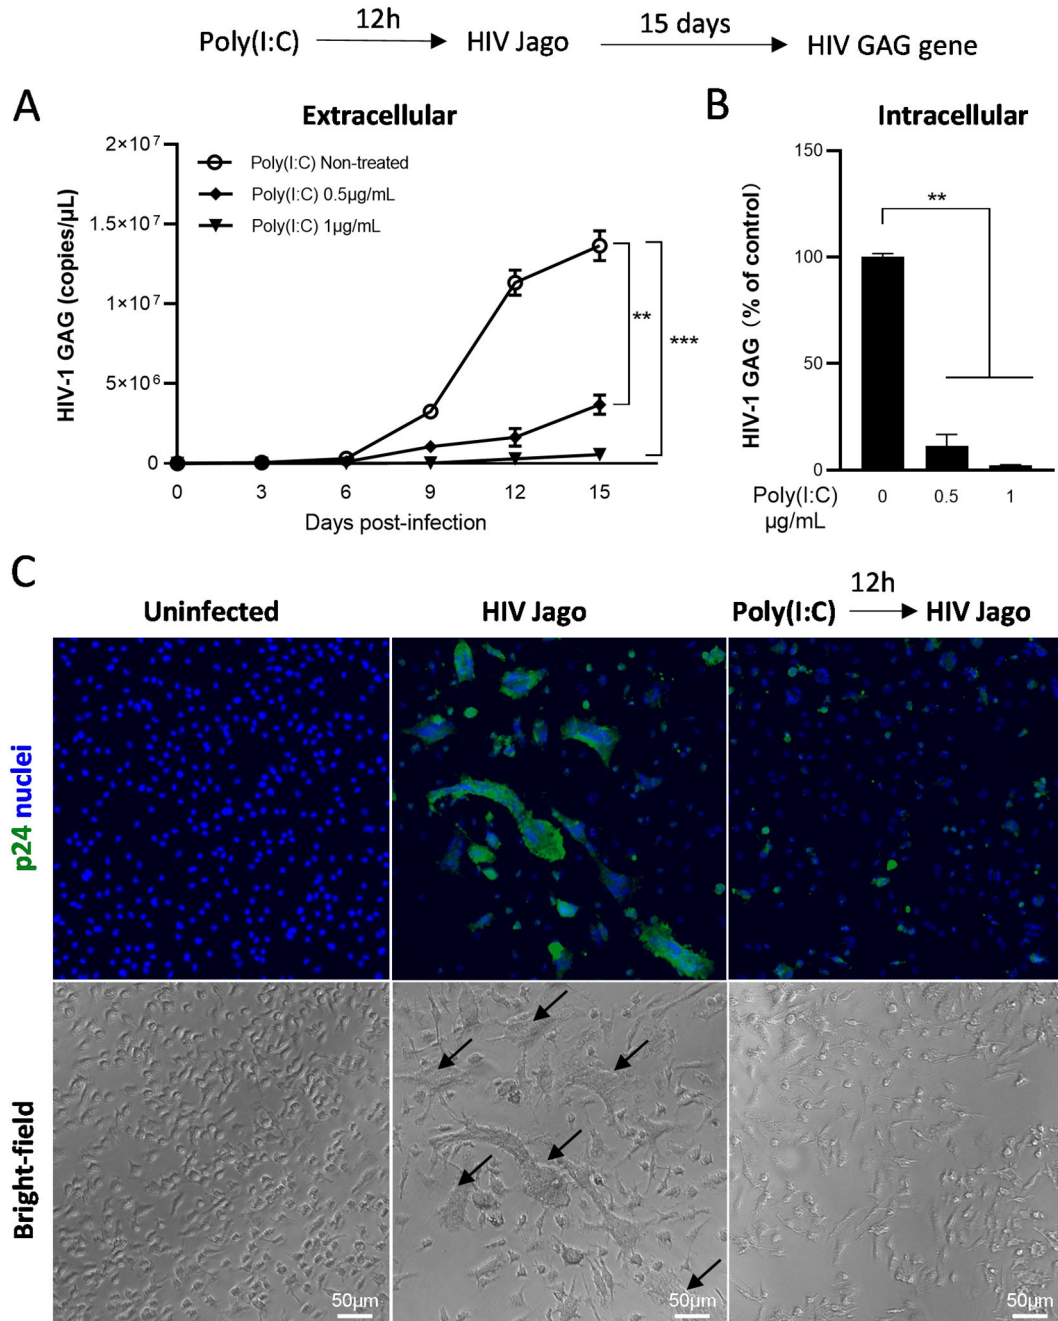 12h
15 days
Poly(I:C)
HIV Jago
HIV GAG gene
A
Extracellular
HIV-1 GAG (copies/μL)
2×10⁷
1.5×10⁷
1×10⁷
5×10⁶
0
Poly(I:C) Non-treated
Poly(I:C) 0.5μg/mL
Poly(I:C) 1μg/mL
**
***
0 3 6 9 12 15
Days post-infection
B
Intracellular
HIV-1 GAG (% of control)
150
100
50
0
**
Poly(I:C) 0 0.5 1
μg/mL
C
Uninfected
HIV Jago
12h
Poly(I:C) HIV Jago
p24 nuclei
Bright-field
50μm
50μm
50μm